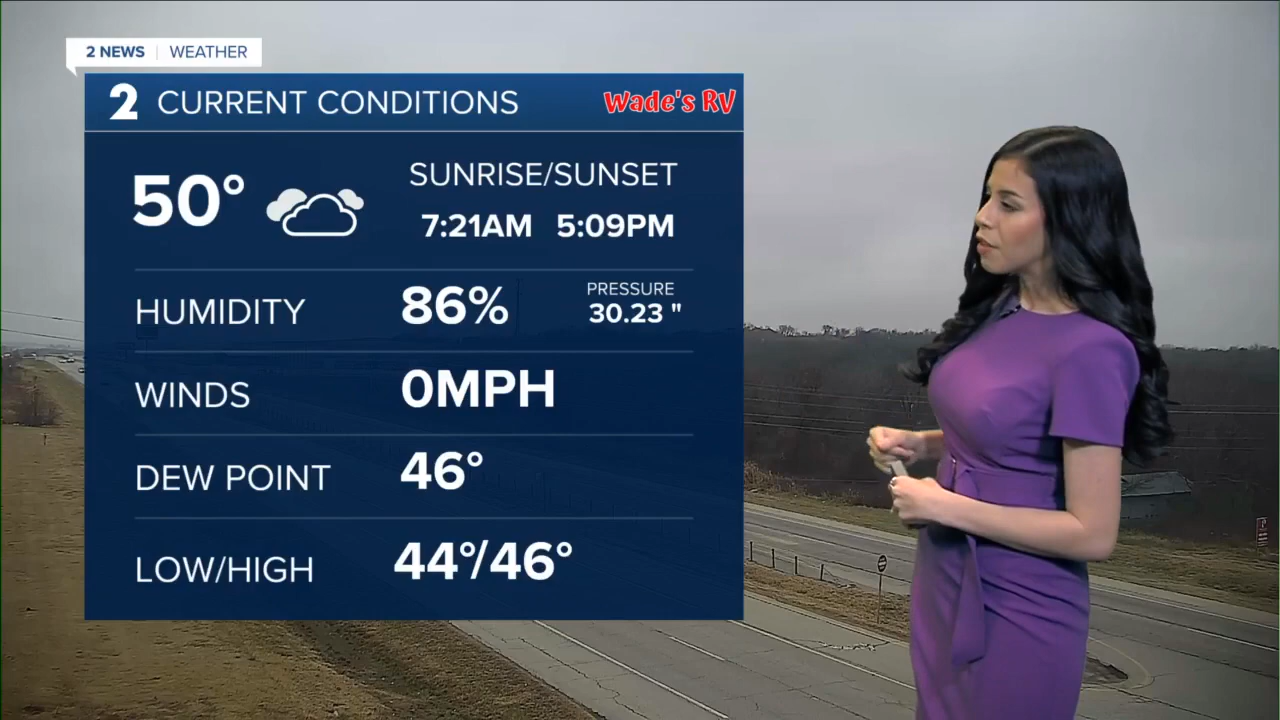 2 NEWS | WEATHER
2 CURRENT CONDITIONS Wade's RV
50° SUNRISE/SUNSET
7:21AM 5:09PM
HUMIDITY 86% PRESSURE
30.23 "
WINDS 0MPH
DEW POINT 46°
LOW/HIGH 44°/46°